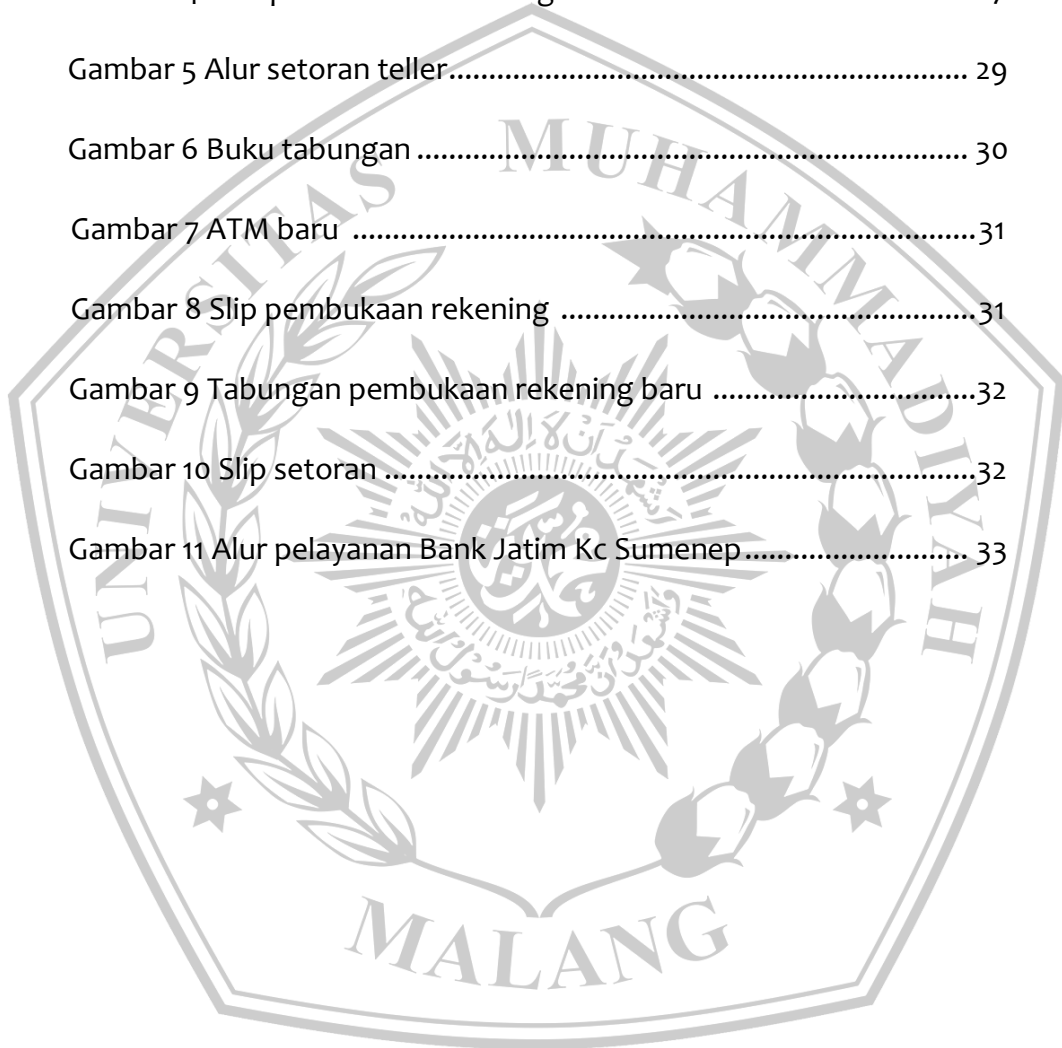 Gambar 5 Alur setoran teller................................................................. 29
Gambar 6 Buku tabungan ..................................................................... 30
Gambar 7 ATM baru ..............................................................................31
Gambar 8 Slip pembukaan rekening ....................................................31
Gambar 9 Tabungan pembukaan rekening baru .................................32
Gambar 10 Slip setoran ..........................................................................32
Gambar 11 Alur pelayanan Bank Jatim Kc Sumenep............................ 33
UNIVERSITAS MUHAMMADIYAH
MALANG